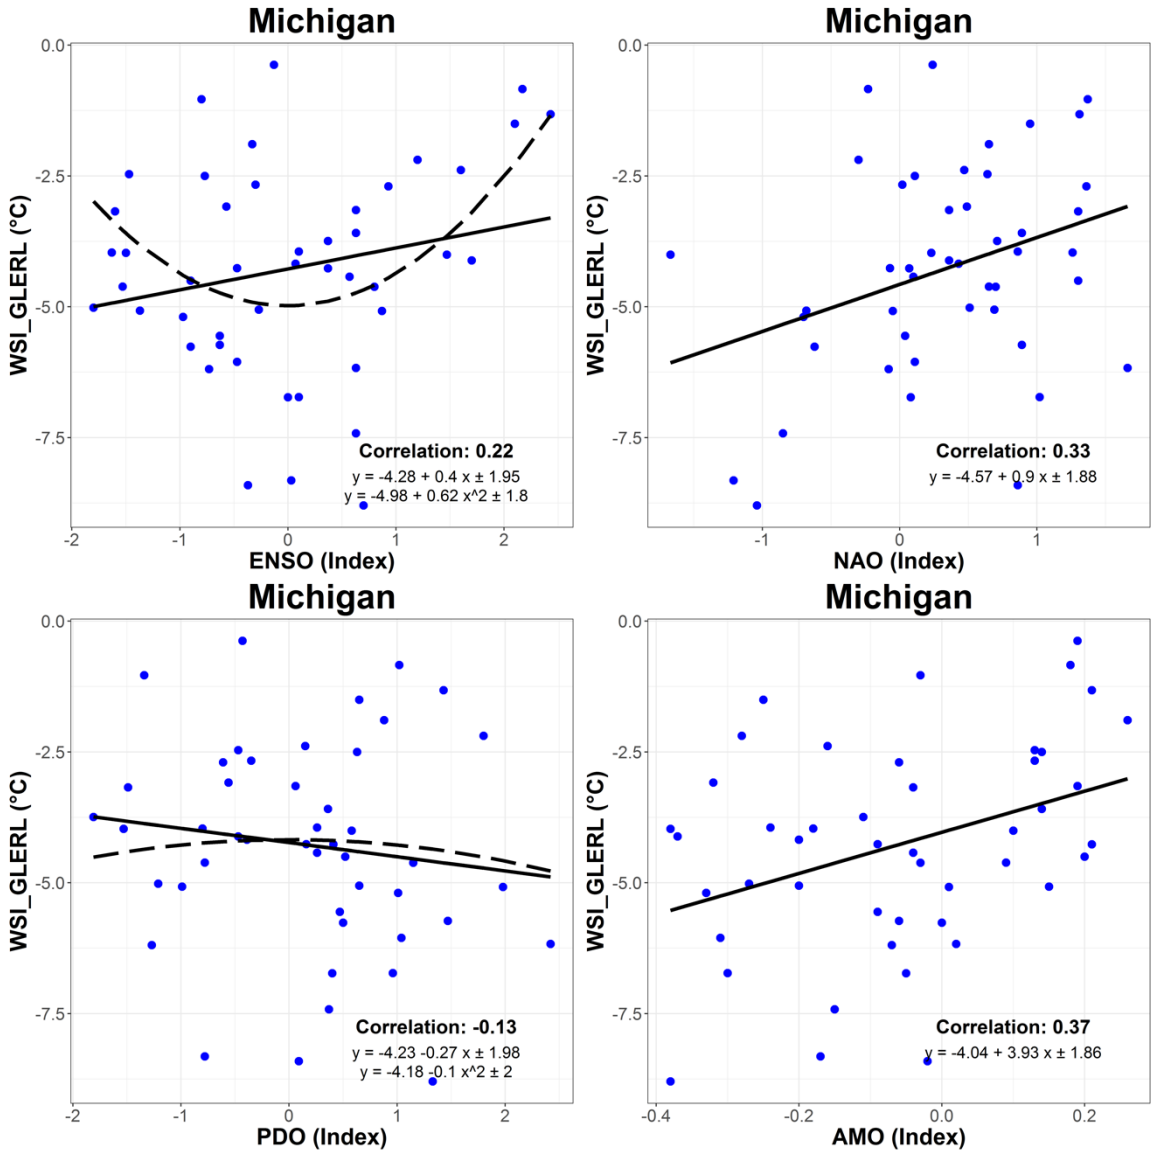 Michigan
0.0
-2.5
-5.0
-7.5
WSI_GLERL (°C)
Correlation: 0.22
y = -4.28 + 0.4 x ± 1.95
y = -4.98 + 0.62 x^2 ± 1.8
-2 -1 0 1 2
ENSO (Index)
Michigan
0.0
-2.5
-5.0
-7.5
WSI_GLERL (°C)
Correlation: 0.33
y = -4.57 + 0.9 x ± 1.88
-1 0 1
NAO (Index)
Michigan
0.0
-2.5
-5.0
-7.5
WSI_GLERL (°C)
Correlation: -0.13
y = -4.23 -0.27 x ± 1.98
y = -4.18 -0.1 x^2 ± 2
-2 -1 0 1 2
PDO (Index)
Michigan
0.0
-2.5
-5.0
-7.5
WSI_GLERL (°C)
Correlation: 0.37
y = -4.04 + 3.93 x ± 1.86
-0.4 -0.2 0.0 0.2
AMO (Index)